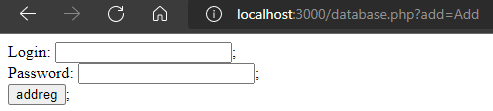 localhost:3000/database.php?add=Add
Login: ;
Password: ;
addreg ;